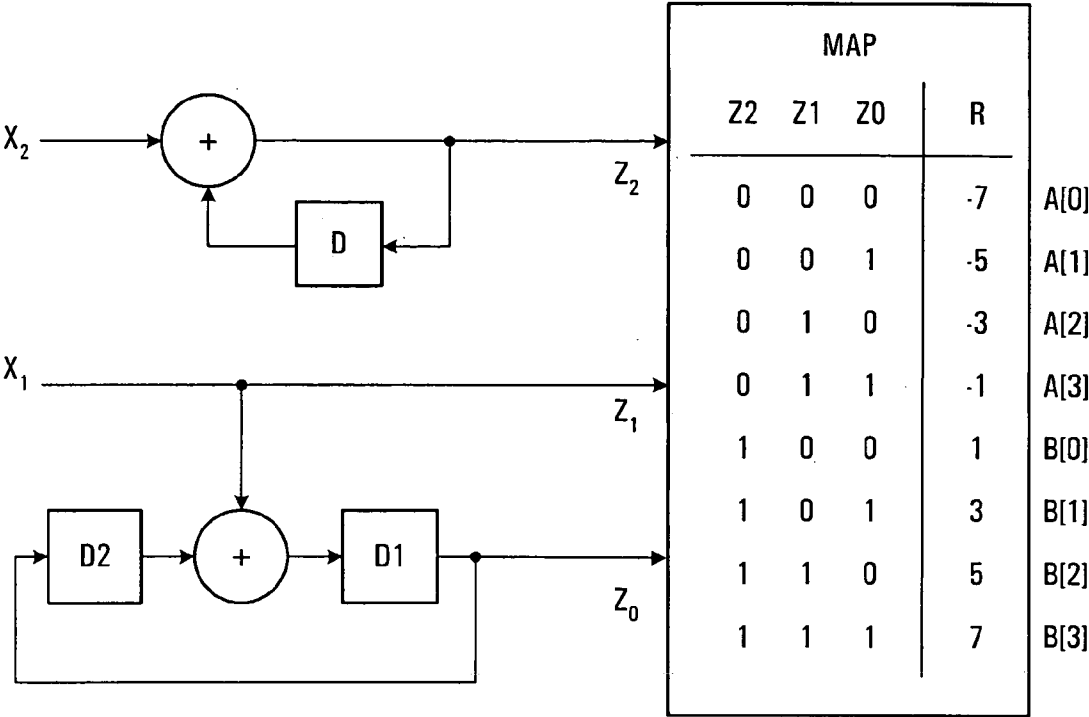 MAP
Z2 Z1 Z0 R
X₂
+
Z₂
D
0 0 0 -7 A[0]
0 0 1 -5 A[1]
0 1 0 -3 A[2]
X₁
0 1 1 -1 A[3]
Z₁
1 0 0 1 B[0]
1 0 1 3 B[1]
D2
+
D1
1 1 0 5 B[2]
Z₀
1 1 1 7 B[3]